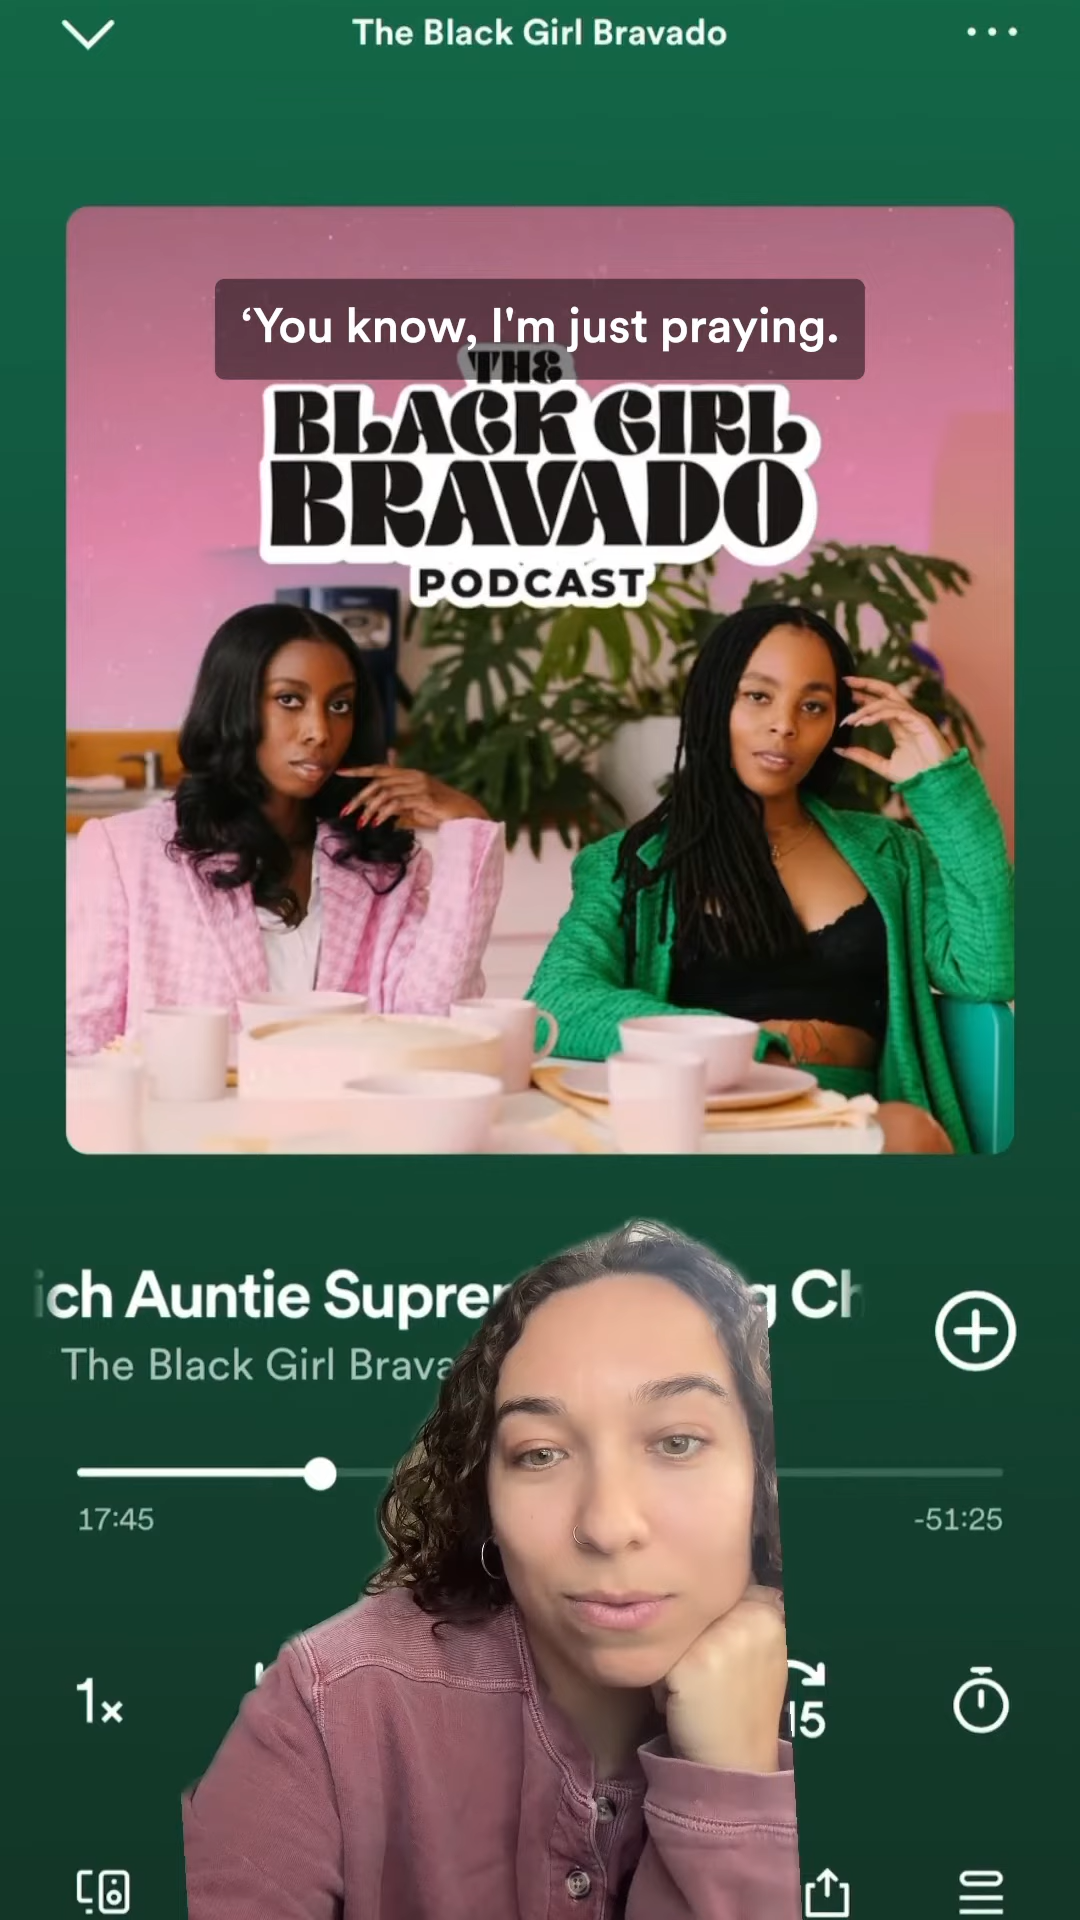 The Black Girl Bravado
‘You know, I'm just praying.
THE
BLACK GIRL
BRAVADO
PODCAST
ich Auntie Supre
g Ch
The Black Girl Brava
17:45
-51:25
1x
15